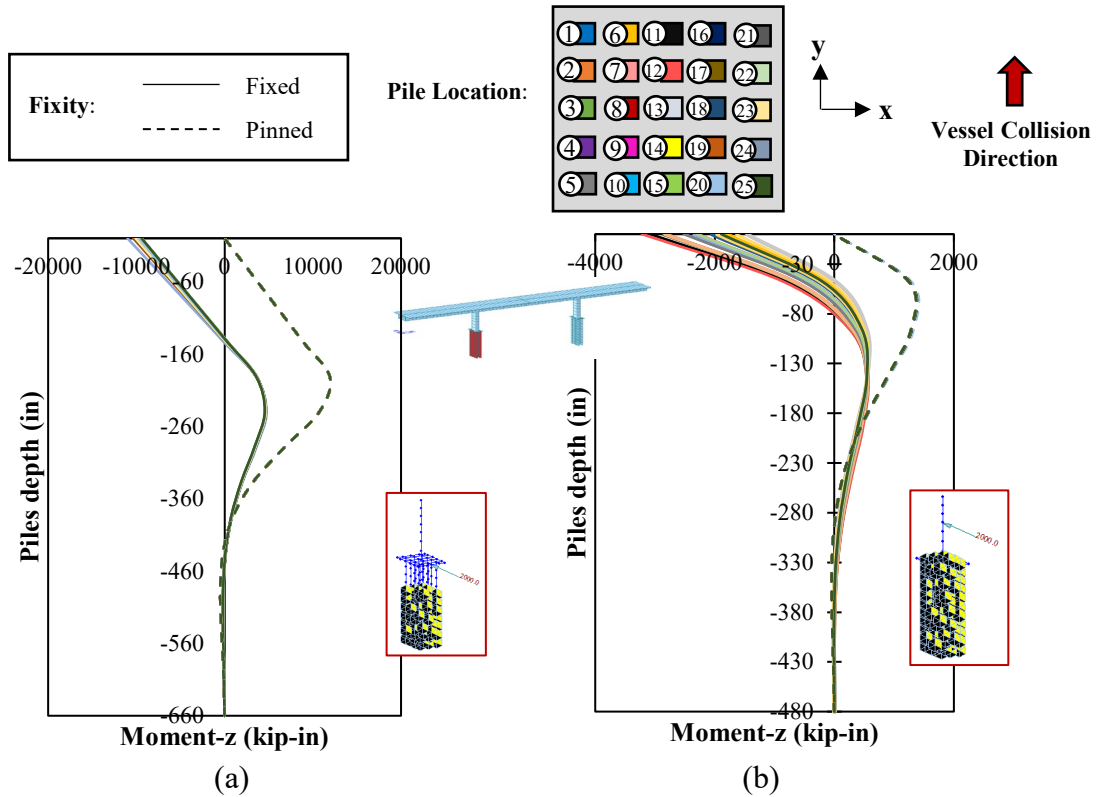 Fixity:
Fixed
Pinned
Pile Location:
1 6 11 16 21
2 7 12 17 22
3 8 13 18 23
4 9 14 19 24
5 10 15 20 25
y
x
Vessel Collision
Direction
-20000 -10000 0 10000 20000
-160
-260
-360
-460
-560
-660
Piles depth (in)
2000.0
Moment-z (kip-in)
(a)
-4000 -2000 0 2000
-30
-80
-130
-180
-230
-280
-330
-380
-430
-480
Piles depth (in)
2000.0
Moment-z (kip-in)
(b)